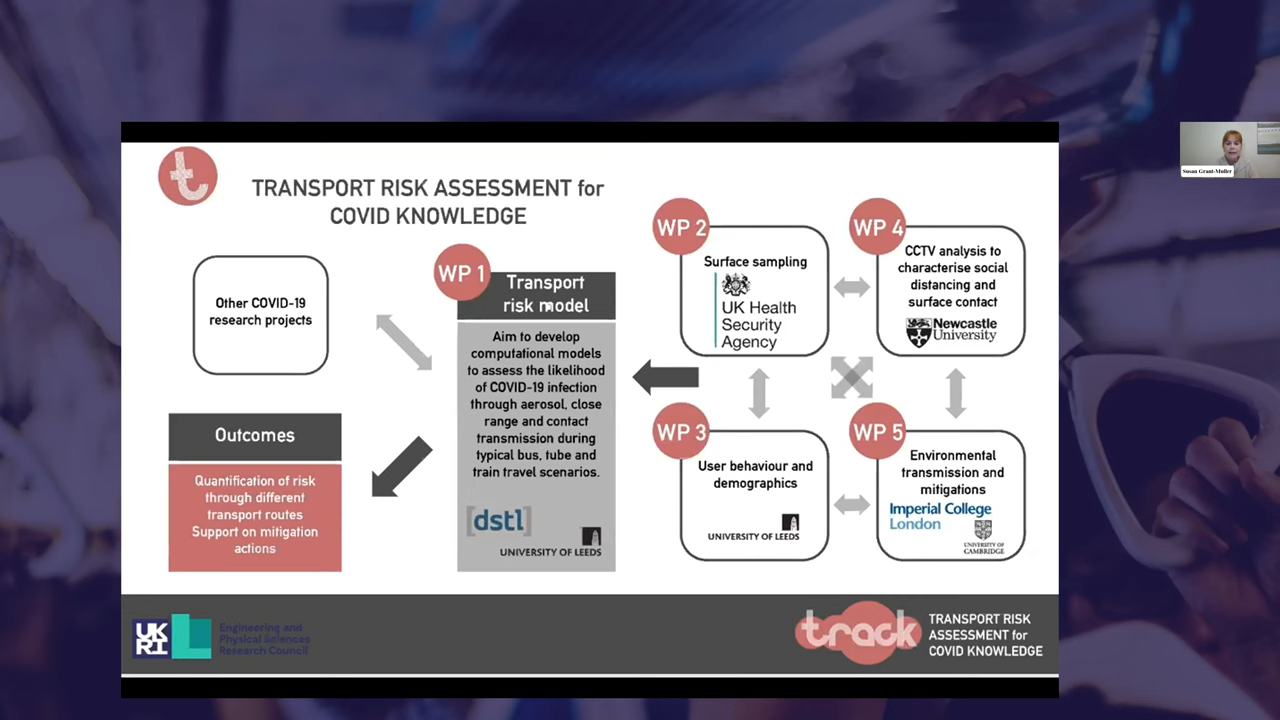 t
TRANSPORT RISK ASSESSMENT for
COVID KNOWLEDGE
Other COVID-19
research projects
Outcomes
Quantification of risk
through different
transport routes
Support on mitigation
actions
WP 1
Transport
risk model
Aim to develop
computational models
to assess the likelihood
of COVID-19 infection
through aerosol, close
range and contact
transmission during
typical bus, tube and
train travel scenarios.
[dstl]
UNIVERSITY OF LEEDS
WP 2
Surface sampling
UK Health
Security
Agency
WP 4
CCTV analysis to
characterise social
distancing and
surface contact
Newcastle
University
WP 3
User behaviour and
demographics
UNIVERSITY OF LEEDS
WP 5
Environmental
transmission and
mitigations
Imperial College
London
UNIVERSITY OF
CAMBRIDGE
UK
RI
Engineering and
Physical Sciences
Research Council
track
TRANSPORT RISK
ASSESSMENT for
COVID KNOWLEDGE
Susan Grant-Muller